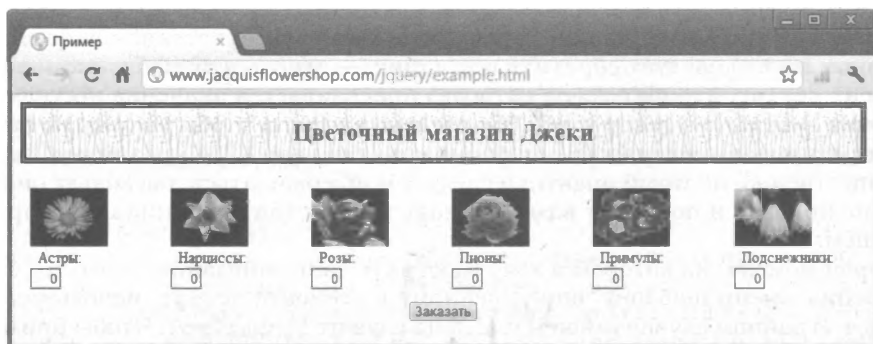 Пример
www.jacquisflowershop.com/jquery/example.html
Цветочный магазин Джеки
Астры: Нарциссы: Розы: Пионы: Примулы: Подснежники:
0 0 0 0 0 0
Заказать